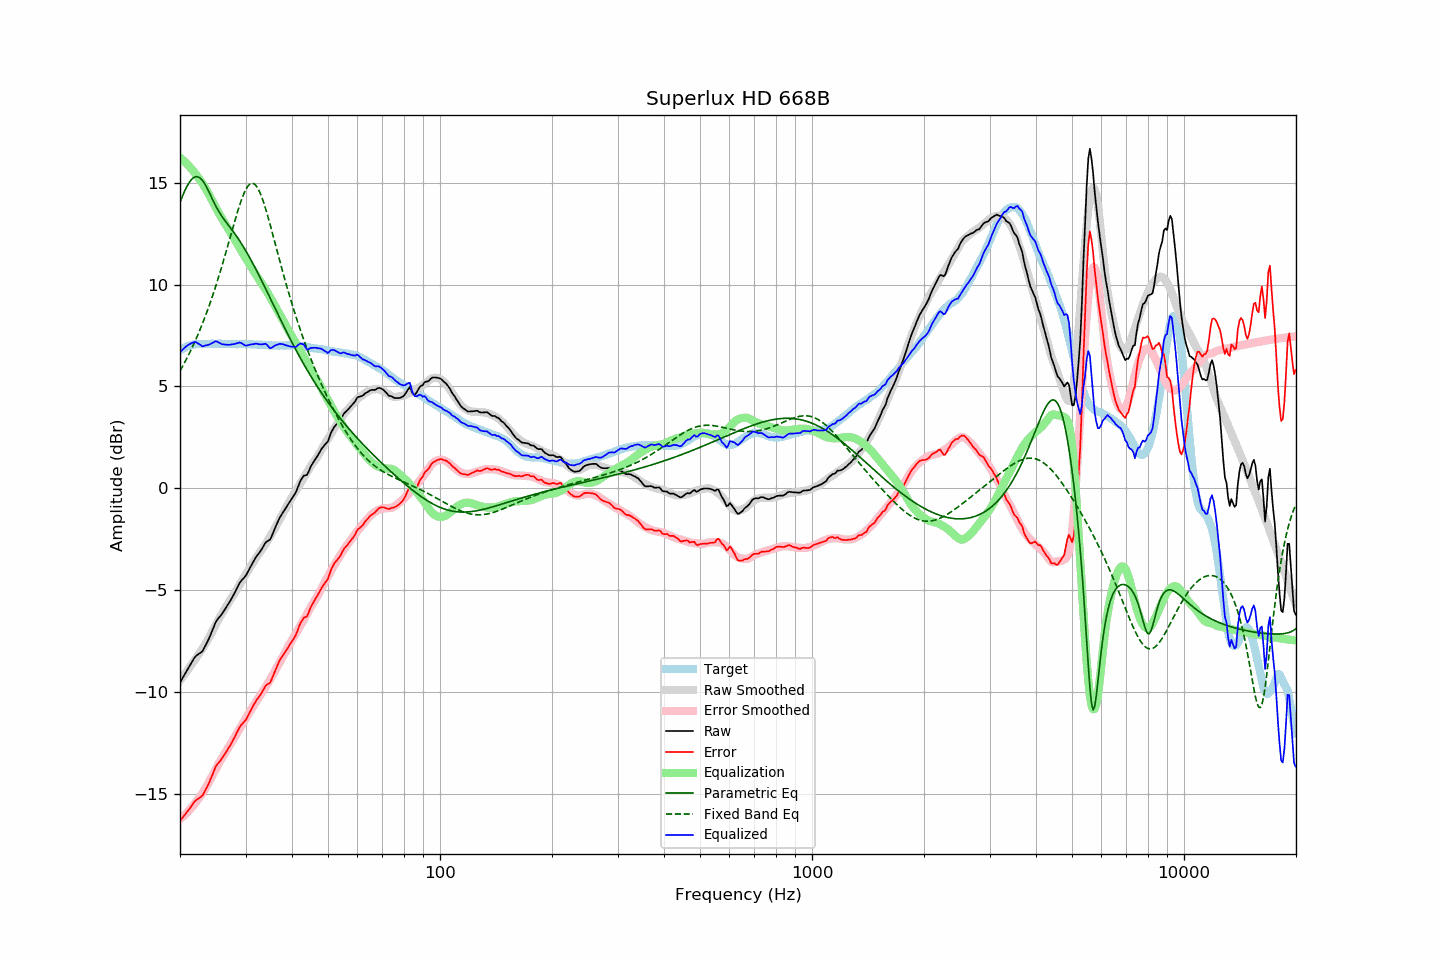 Superlux HD 668B
15
10
5
0
−5
−10
−15
Amplitude (dBr)
Target
Raw Smoothed
Error Smoothed
Raw
Error
Equalization
Parametric Eq
Fixed Band Eq
Equalized
100
1000
10000
Frequency (Hz)